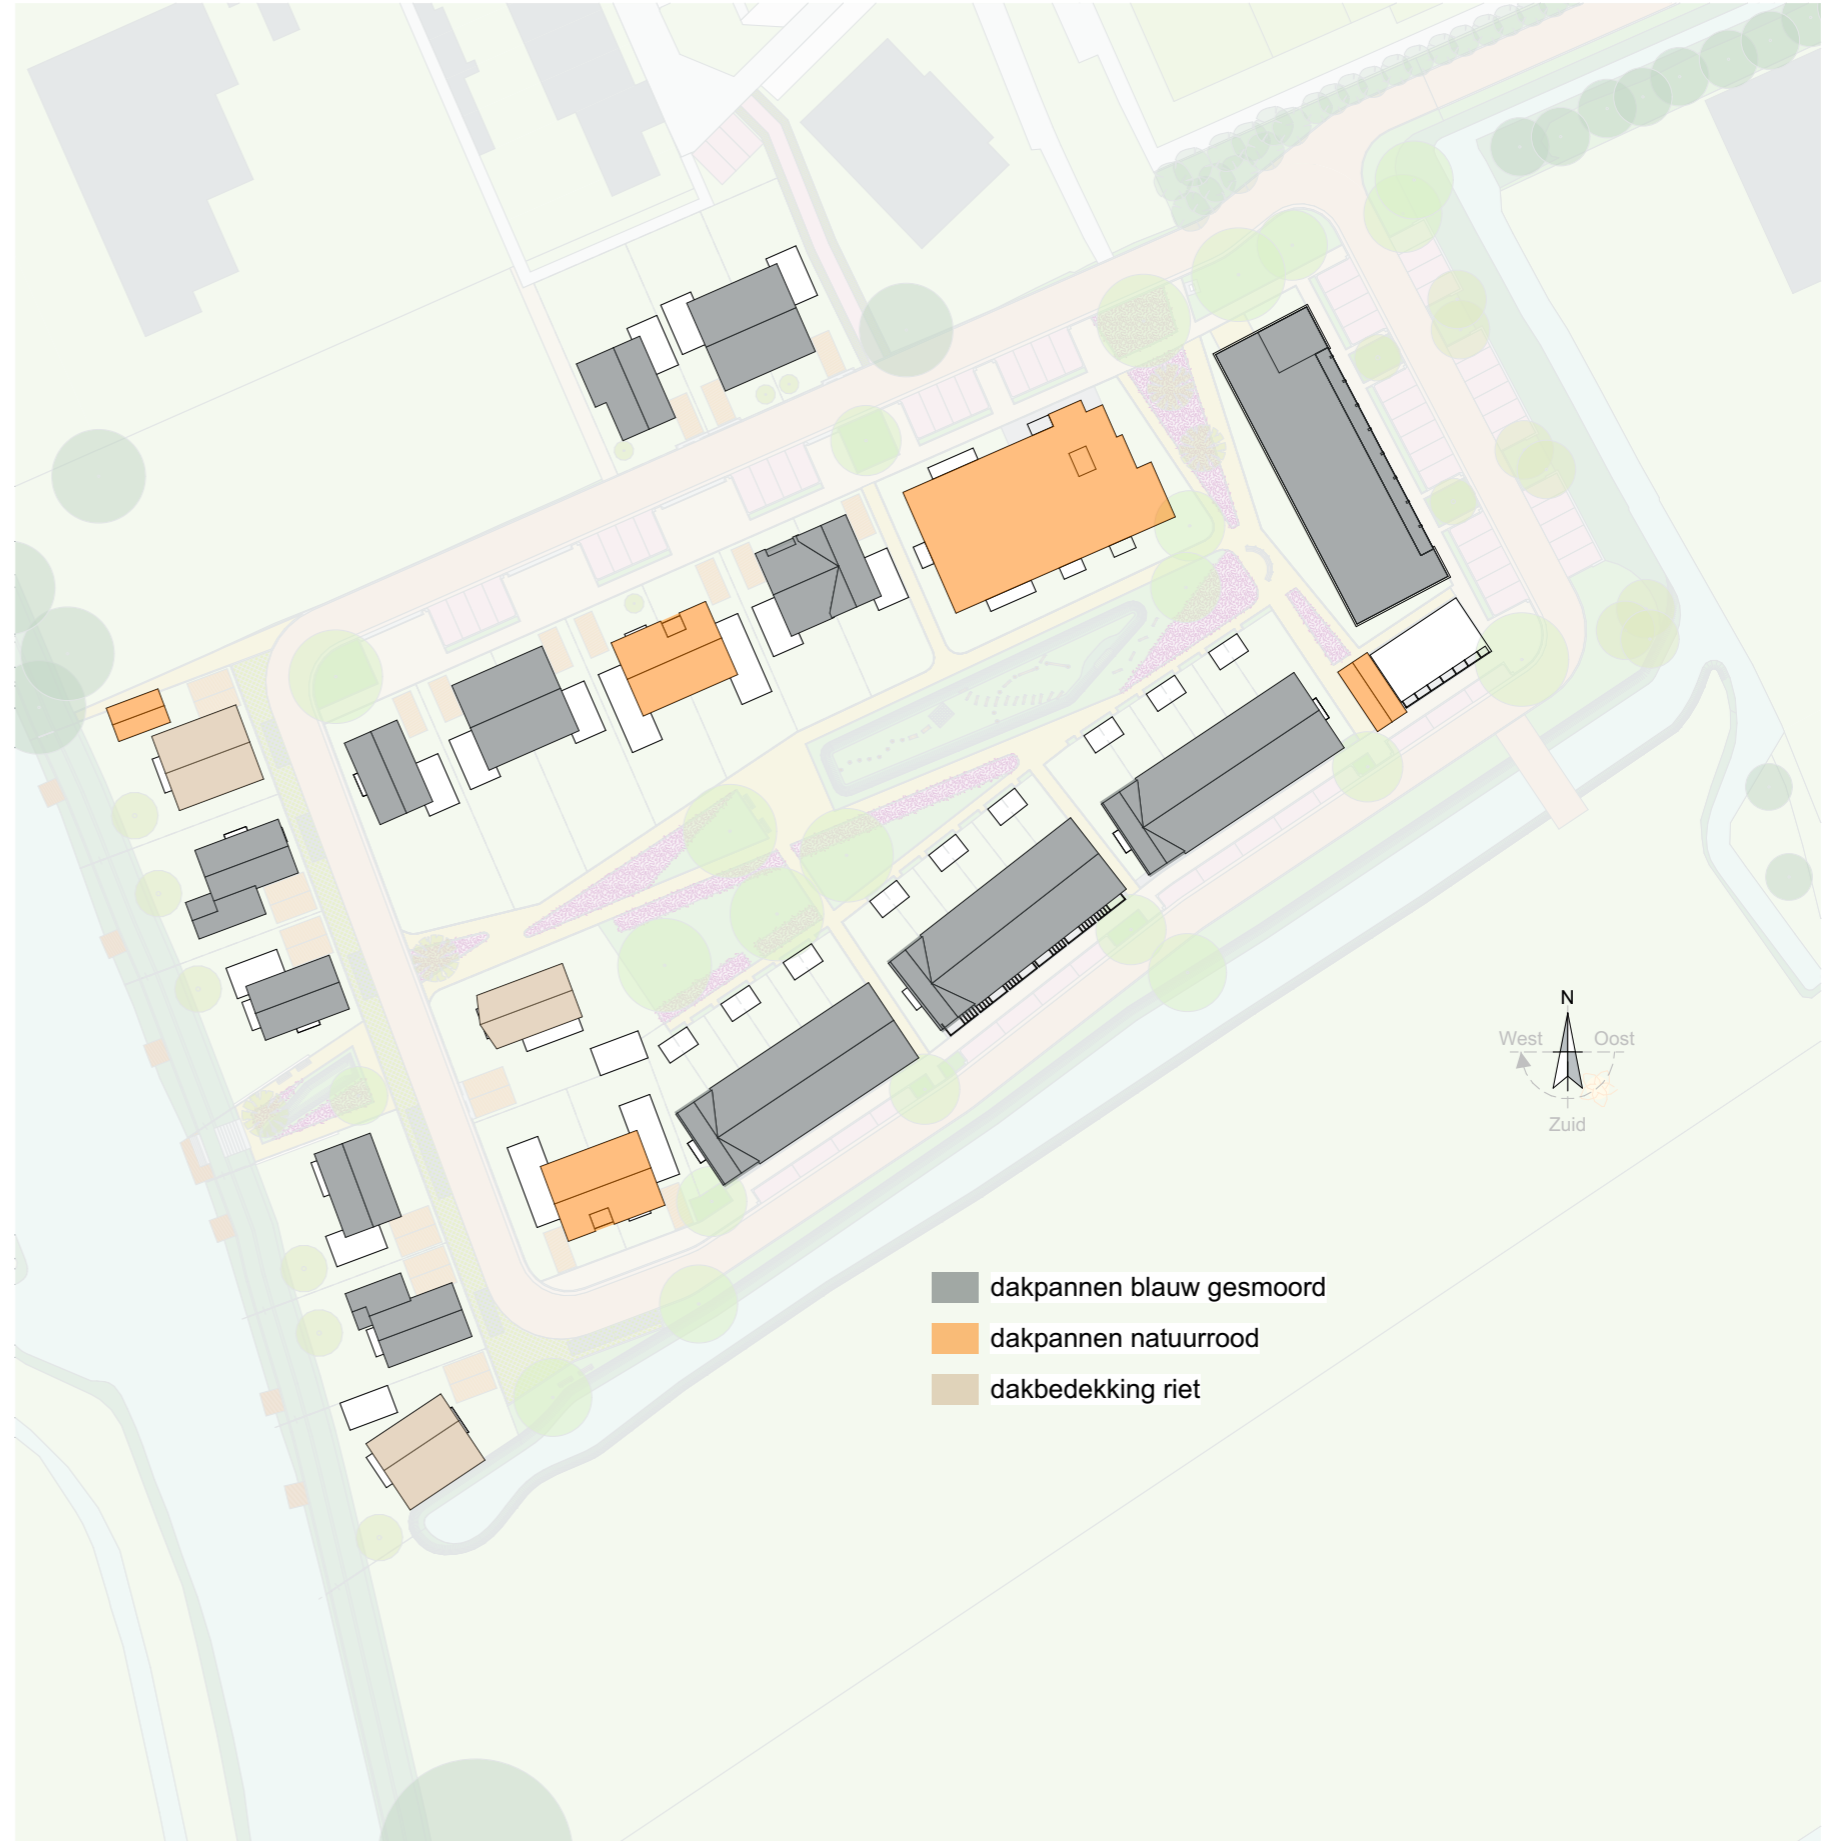 N
West Oost
Zuid
dakpannen blauw gesmoord
dakpannen natuurrood
dakbedekking riet